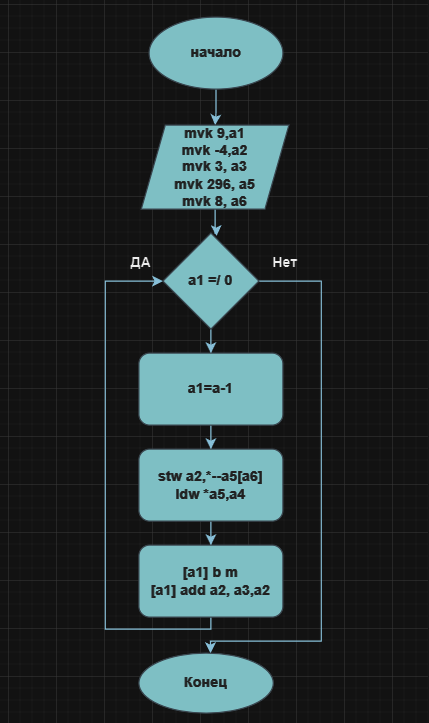 начало
mvk 9,a1
mvk -4,a2
mvk 3, a3
mvk 296, a5
mvk 8, a6
ДА
a1 =/ 0
Нет
a1=a-1
stw a2,*--a5[a6]
ldw *a5,a4
[a1] b m
[a1] add a2, a3,a2
Конец